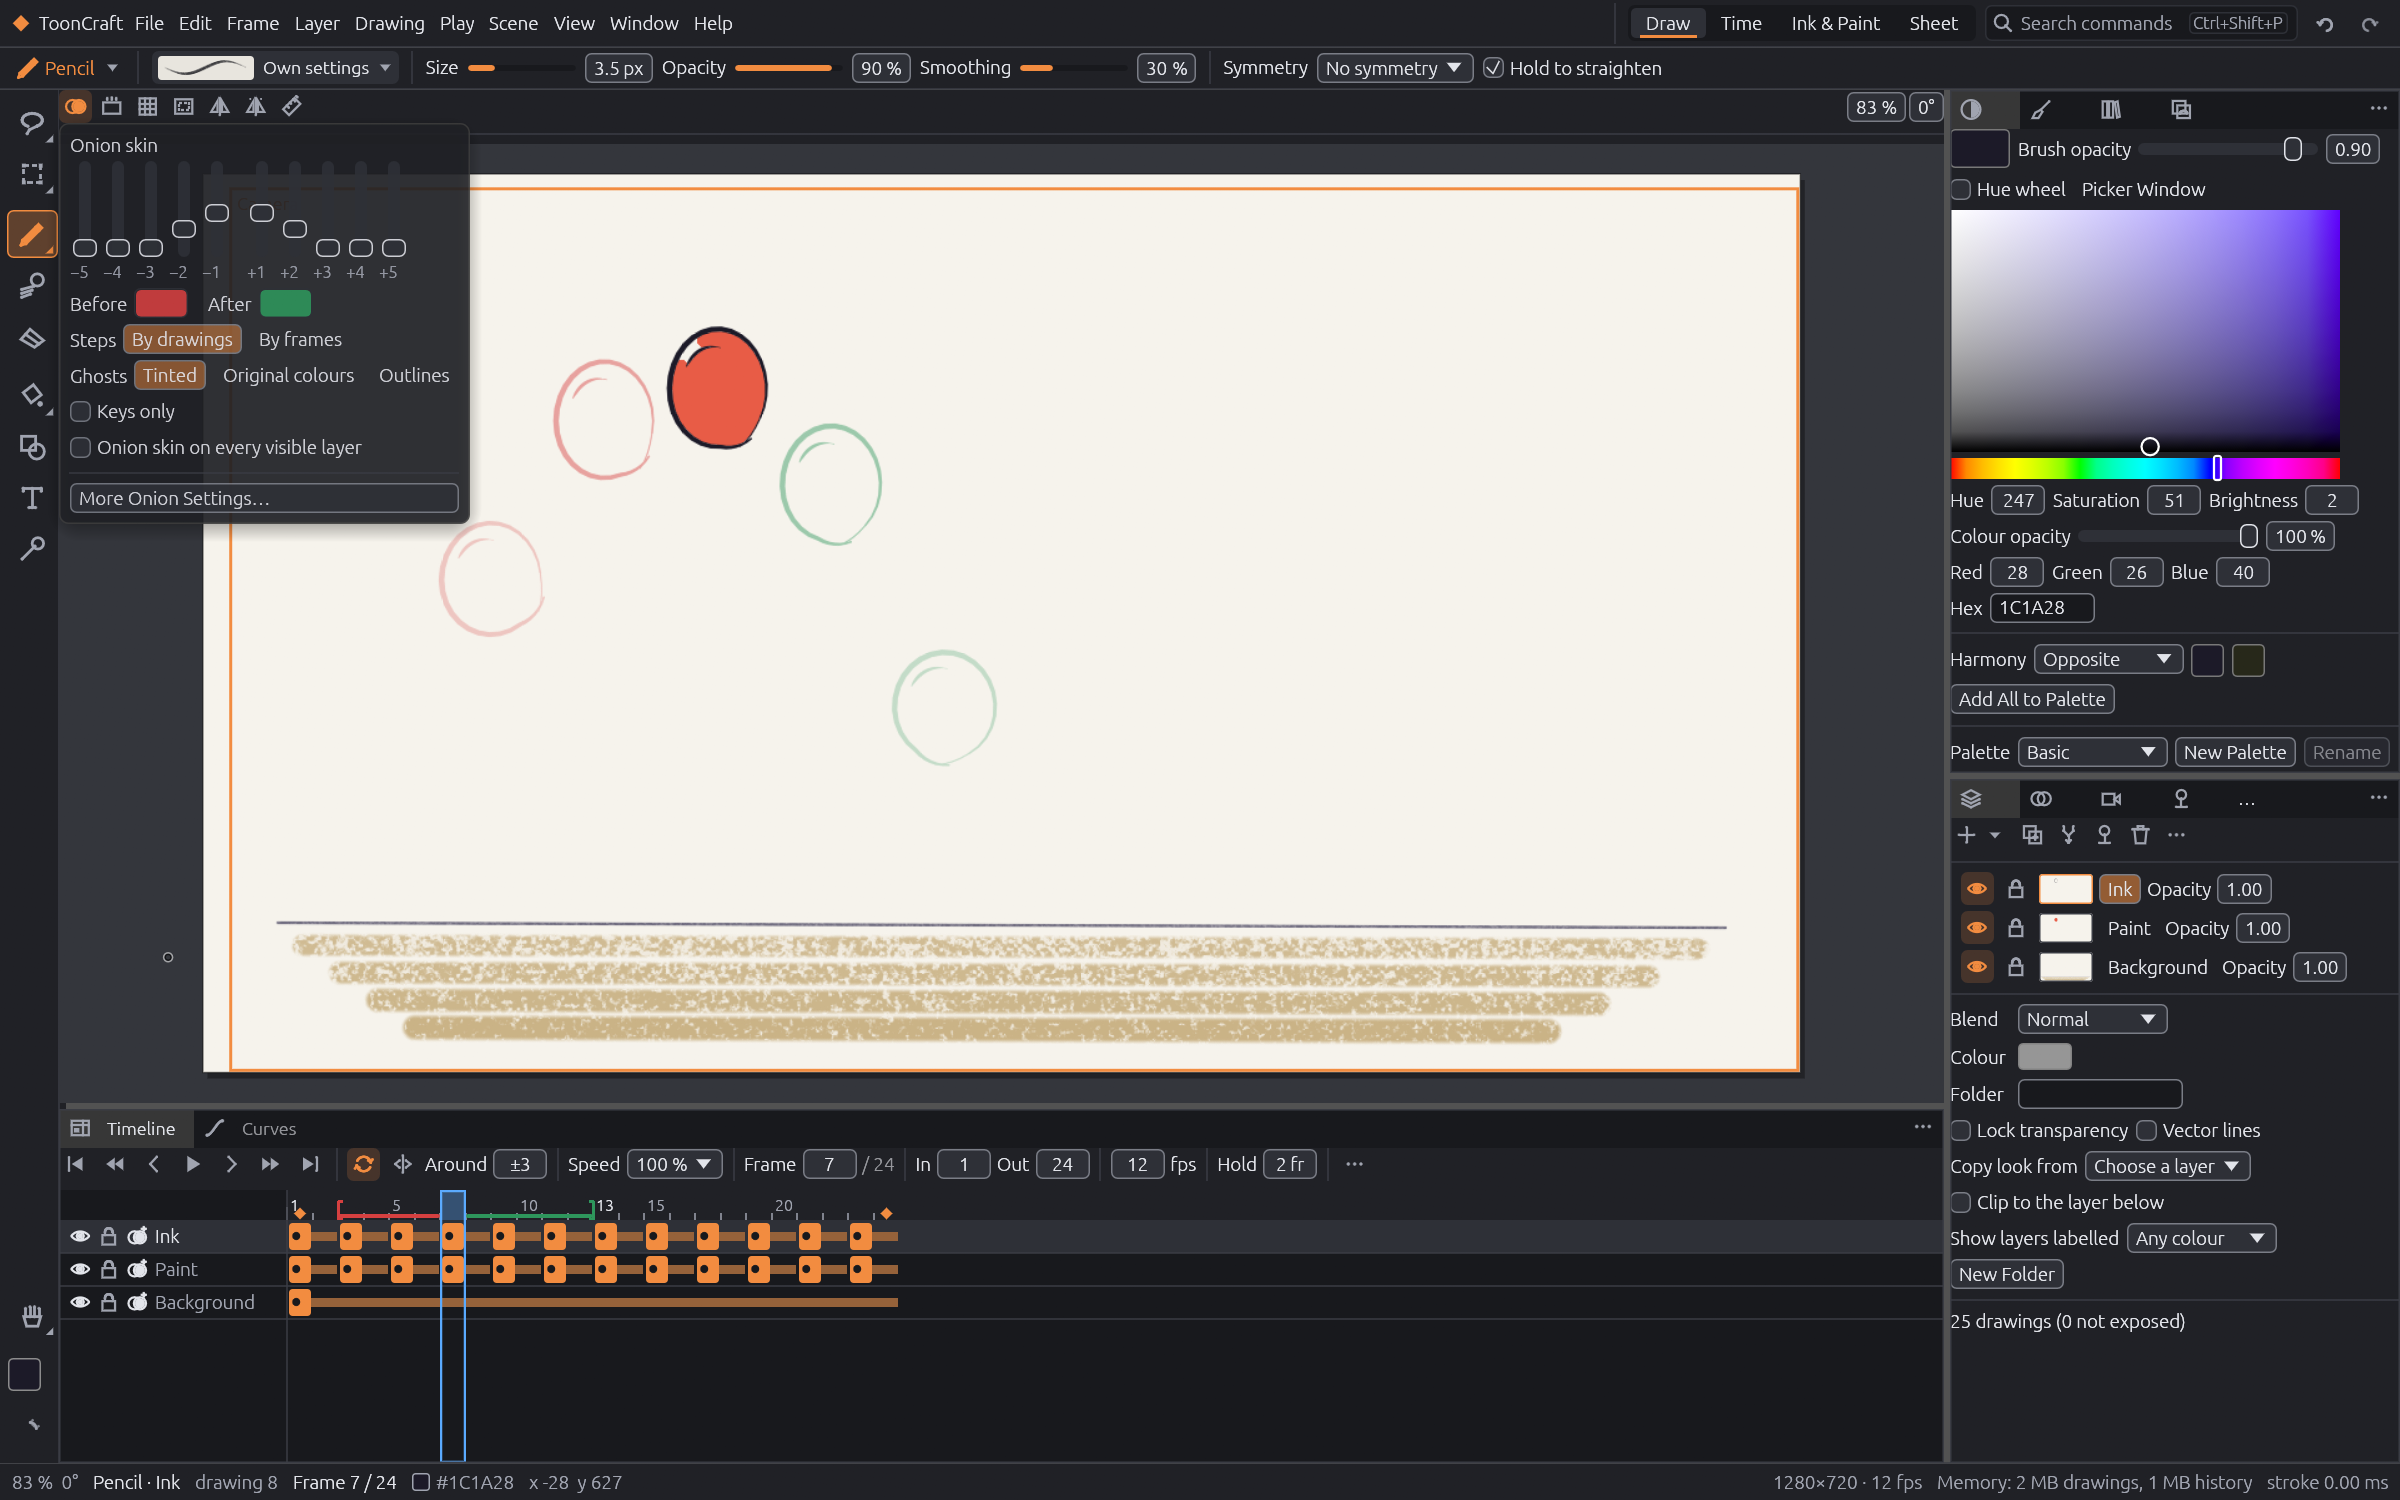 ToonCraft File Edit Frame Layer Drawing Play Scene View Window Help Draw Time Ink & Paint Sheet Search commands Ctrl+Shift+P
Pencil Own settings Size 3.5 px Opacity 90 % Smoothing 30 % Symmetry No symmetry Hold to straighten
83 % 0°
Onion skin
−5 −4 −3 −2 −1 +1 +2 +3 +4 +5
Before After
Steps By drawings By frames
Ghosts Tinted Original colours Outlines
Keys only
Onion skin on every visible layer
More Onion Settings…
Brush opacity 0.90
Hue wheel Picker Window
Hue 247 Saturation 51 Brightness 2
Colour opacity 100 %
Red 28 Green 26 Blue 40
Hex 1C1A28
Harmony Opposite
Add All to Palette
Palette Basic New Palette Rename
Ink Opacity 1.00
Paint Opacity 1.00
Background Opacity 1.00
Blend Normal
Colour
Folder
Lock transparency Vector lines
Copy look from Choose a layer
Clip to the layer below
Show layers labelled Any colour
New Folder
25 drawings (0 not exposed)
Timeline Curves
Around ±3 Speed 100 % Frame 7 / 24 In 1 Out 24 12 fps Hold 2 fr
1 5 10 13 15 20
Ink
Paint
Background
83 % 0° Pencil · Ink drawing 8 Frame 7 / 24 #1C1A28 x -28 y 627 1280×720 · 12 fps Memory: 2 MB drawings, 1 MB history stroke 0.00 ms